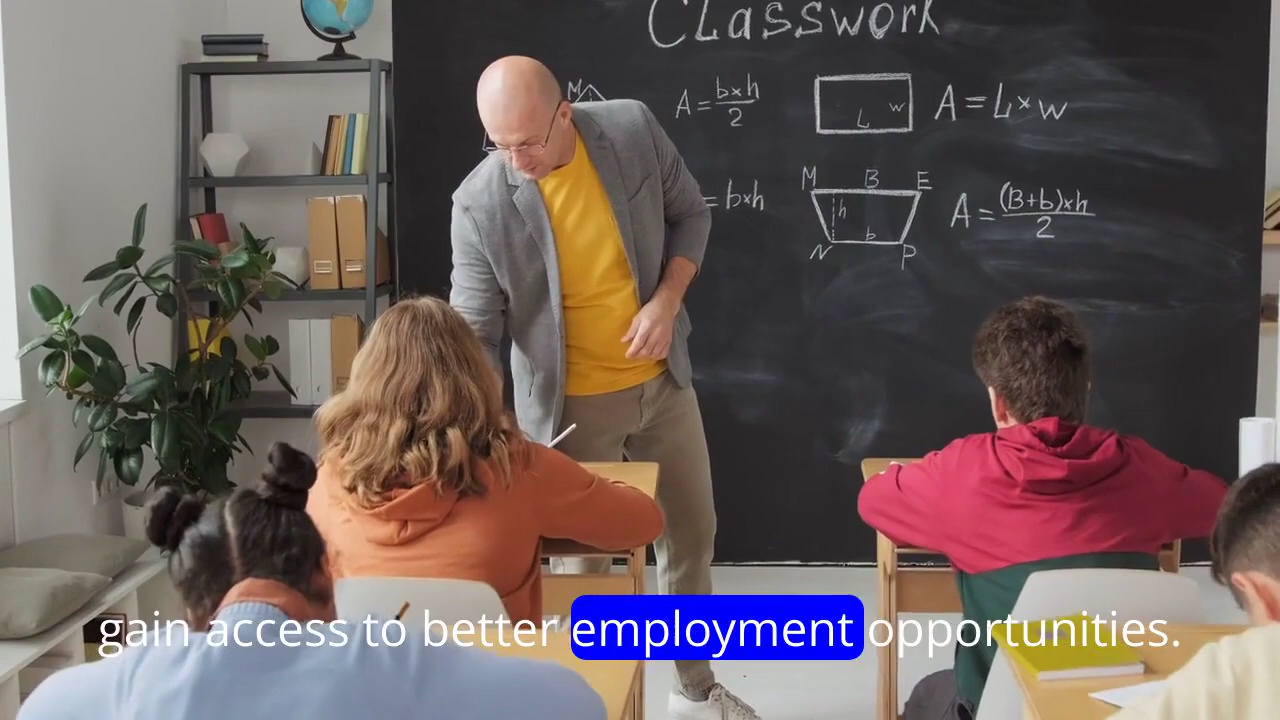 Classwork
M
A = b×h / 2
L
w
A = L×w
= b×h
M B E
h
b
N P
A = (B+b)×h / 2
gain access to better employment opportunities.